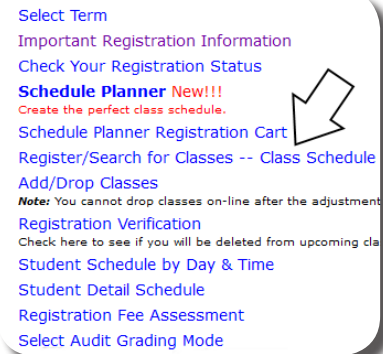 Select Term
Important Registration Information
Check Your Registration Status
Schedule Planner New!!!
Create the perfect class schedule.
Schedule Planner Registration Cart
Register/Search for Classes -- Class Schedule
Add/Drop Classes
Note: You cannot drop classes on-line after the adjustment
Registration Verification
Check here to see if you will be deleted from upcoming cla
Student Schedule by Day & Time
Student Detail Schedule
Registration Fee Assessment
Select Audit Grading Mode